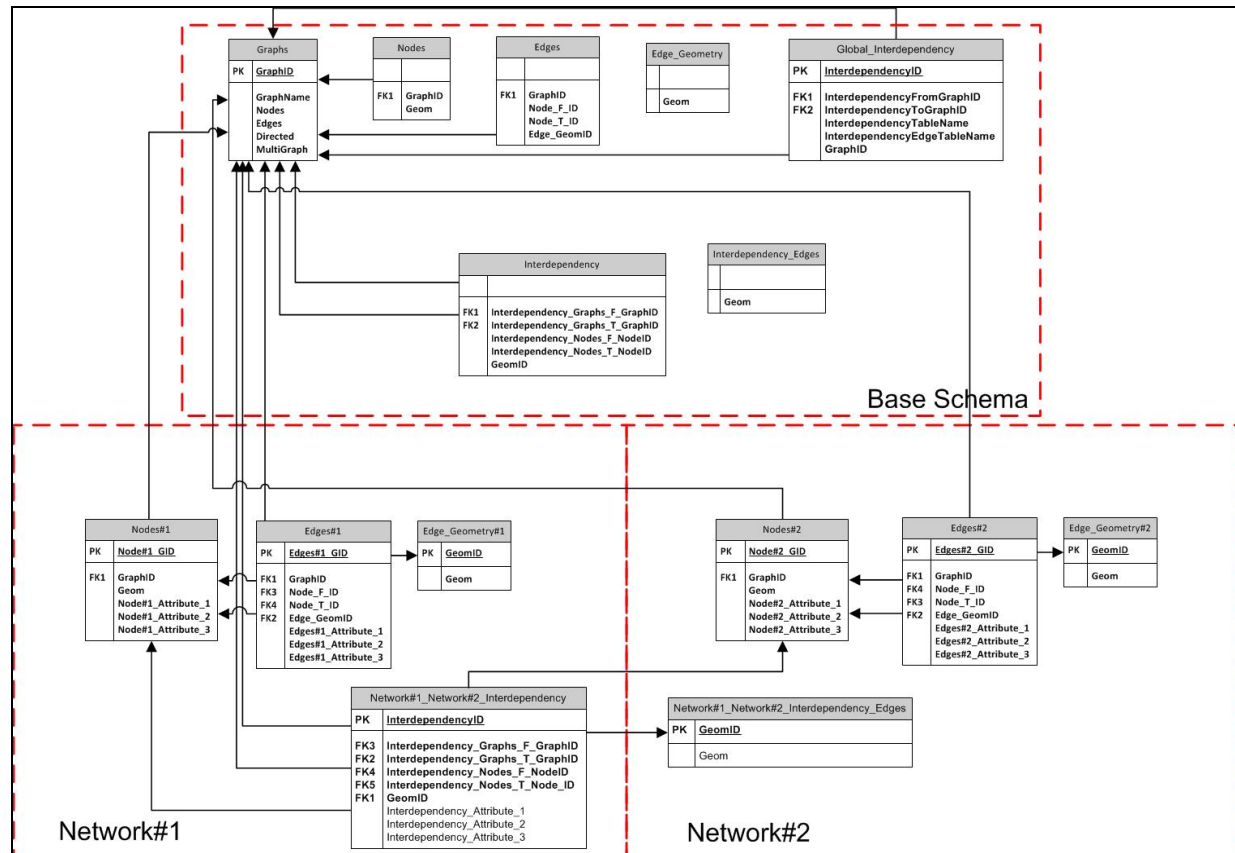 Graphs
PK GraphID
GraphName
Nodes
Edges
Directed
MultiGraph
Nodes
FK1 GraphID
Geom
Edges
FK1 GraphID
Node_F_ID
Node_T_ID
Edge_GeomID
Edge_Geometry
Geom
Global_Interdependency
PK InterdependencyID
FK1 InterdependencyFromGraphID
FK2 InterdependencyToGraphID
InterdependencyTableName
InterdependencyEdgeTableName
GraphID
Interdependency
FK1 Interdependency_Graphs_F_GraphID
FK2 Interdependency_Graphs_T_GraphID
Interdependency_Nodes_F_NodeID
Interdependency_Nodes_T_NodeID
GeomID
Interdependency_Edges
Geom
Base Schema
Nodes#1
PK Node#1_GID
FK1 GraphID
Geom
Node#1_Attribute_1
Node#1_Attribute_2
Node#1_Attribute_3
Edges#1
PK Edges#1_GID
FK1 GraphID
FK3 Node_F_ID
FK4 Node_T_ID
FK2 Edge_GeomID
Edges#1_Attribute_1
Edges#1_Attribute_2
Edges#1_Attribute_3
Edge_Geometry#1
PK GeomID
Geom
Nodes#2
PK Node#2_GID
FK1 GraphID
Geom
Node#2_Attribute_1
Node#2_Attribute_2
Node#2_Attribute_3
Edges#2
PK Edges#2_GID
FK1 GraphID
FK4 Node_F_ID
FK3 Node_T_ID
FK2 Edge_GeomID
Edges#2_Attribute_1
Edges#2_Attribute_2
Edges#2_Attribute_3
Edge_Geometry#2
PK GeomID
Geom
Network#1_Network#2_Interdependency
PK InterdependencyID
FK3 Interdependency_Graphs_F_GraphID
FK2 Interdependency_Graphs_T_GraphID
FK4 Interdependency_Nodes_F_NodeID
FK5 Interdependency_Nodes_T_Node_ID
FK1 GeomID
Interdependency_Attribute_1
Interdependency_Attribute_2
Interdependency_Attribute_3
Network#1_Network#2_Interdependency_Edges
PK GeomID
Geom
Network#1
Network#2